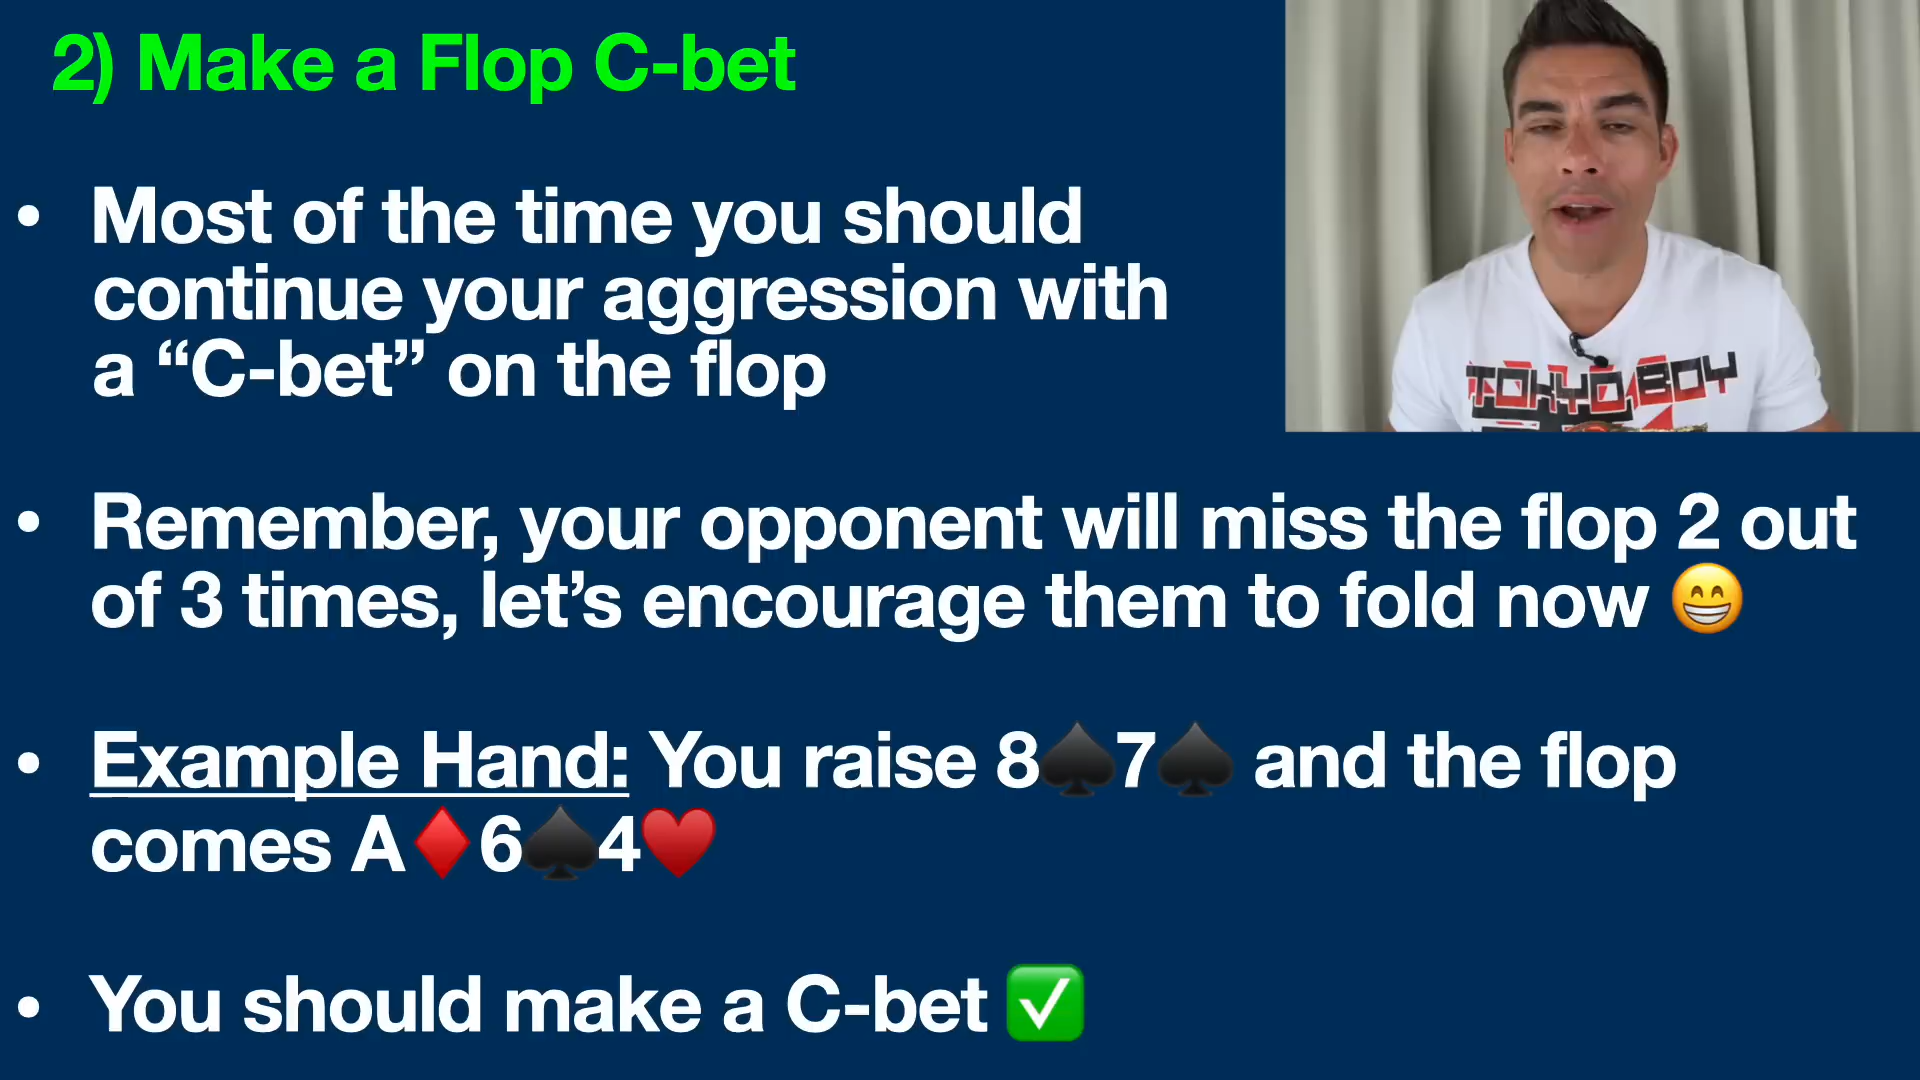 2) Make a Flop C-bet
• Most of the time you should
continue your aggression with
a “C-bet” on the flop
TOKYO BOY
• Remember, your opponent will miss the flop 2 out
of 3 times, let’s encourage them to fold now 😁
• Example Hand: You raise 8♠7♠ and the flop
comes A♦6♠4♥
• You should make a C-bet ✅